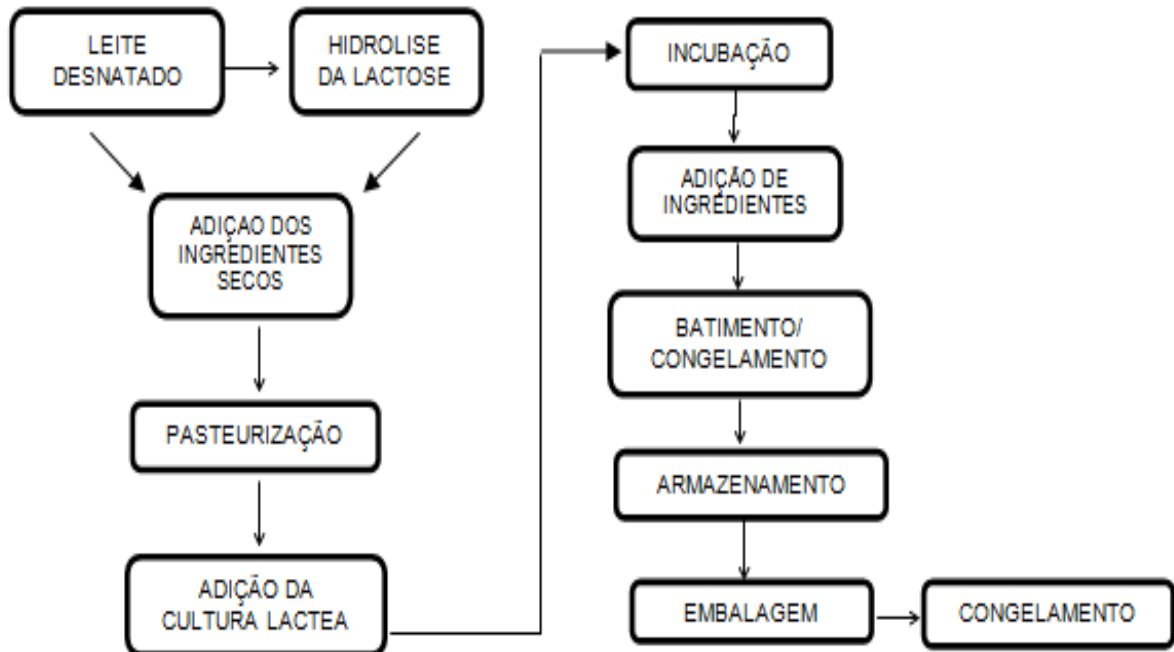 LEITE
DESNATADO
HIDROLISE
DA LACTOSE
ADIÇAO DOS
INGREDIENTES
SECOS
PASTEURIZAÇÃO
ADIÇÃO DA
CULTURA LACTEA
INCUBAÇÃO
ADIÇÃO DE
INGREDIENTES
BATIMENTO/
CONGELAMENTO
ARMAZENAMENTO
EMBALAGEM
CONGELAMENTO